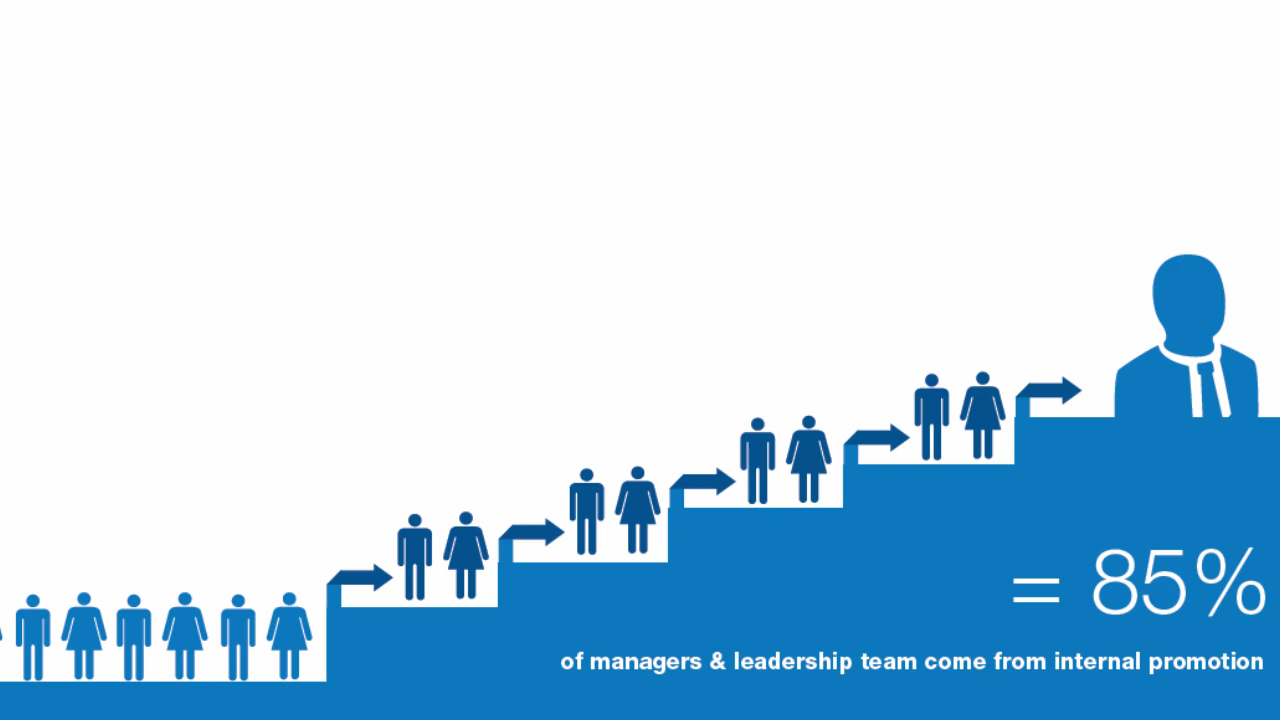 = 85%
of managers & leadership team come from internal promotion